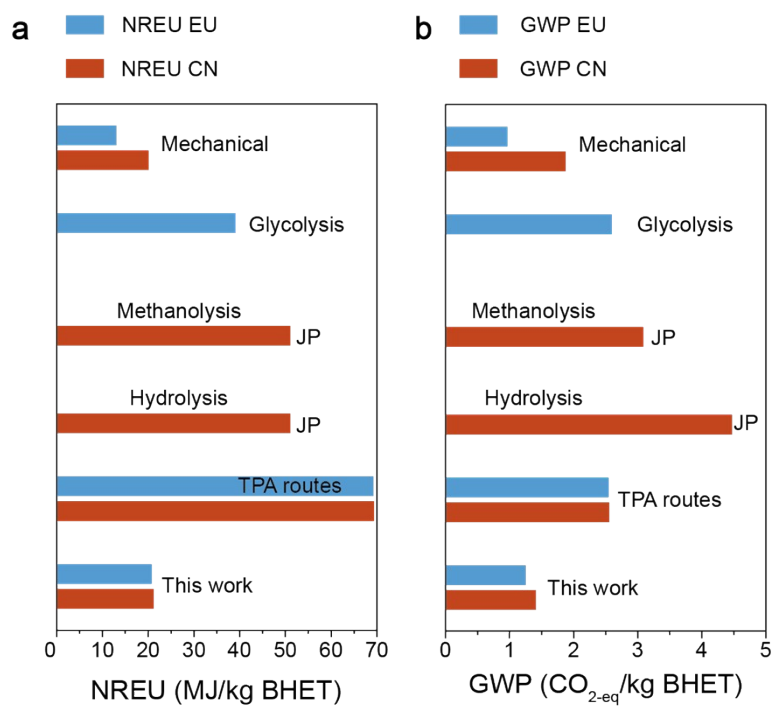 a
NREU EU
NREU CN
Mechanical
Glycolysis
Methanolysis
JP
Hydrolysis
JP
TPA routes
This work
0 10 20 30 40 50 60 70
NREU (MJ/kg BHET)
b
GWP EU
GWP CN
Mechanical
Glycolysis
Methanolysis
JP
Hydrolysis
JP
TPA routes
This work
0 1 2 3 4 5
GWP (CO2-eq/kg BHET)